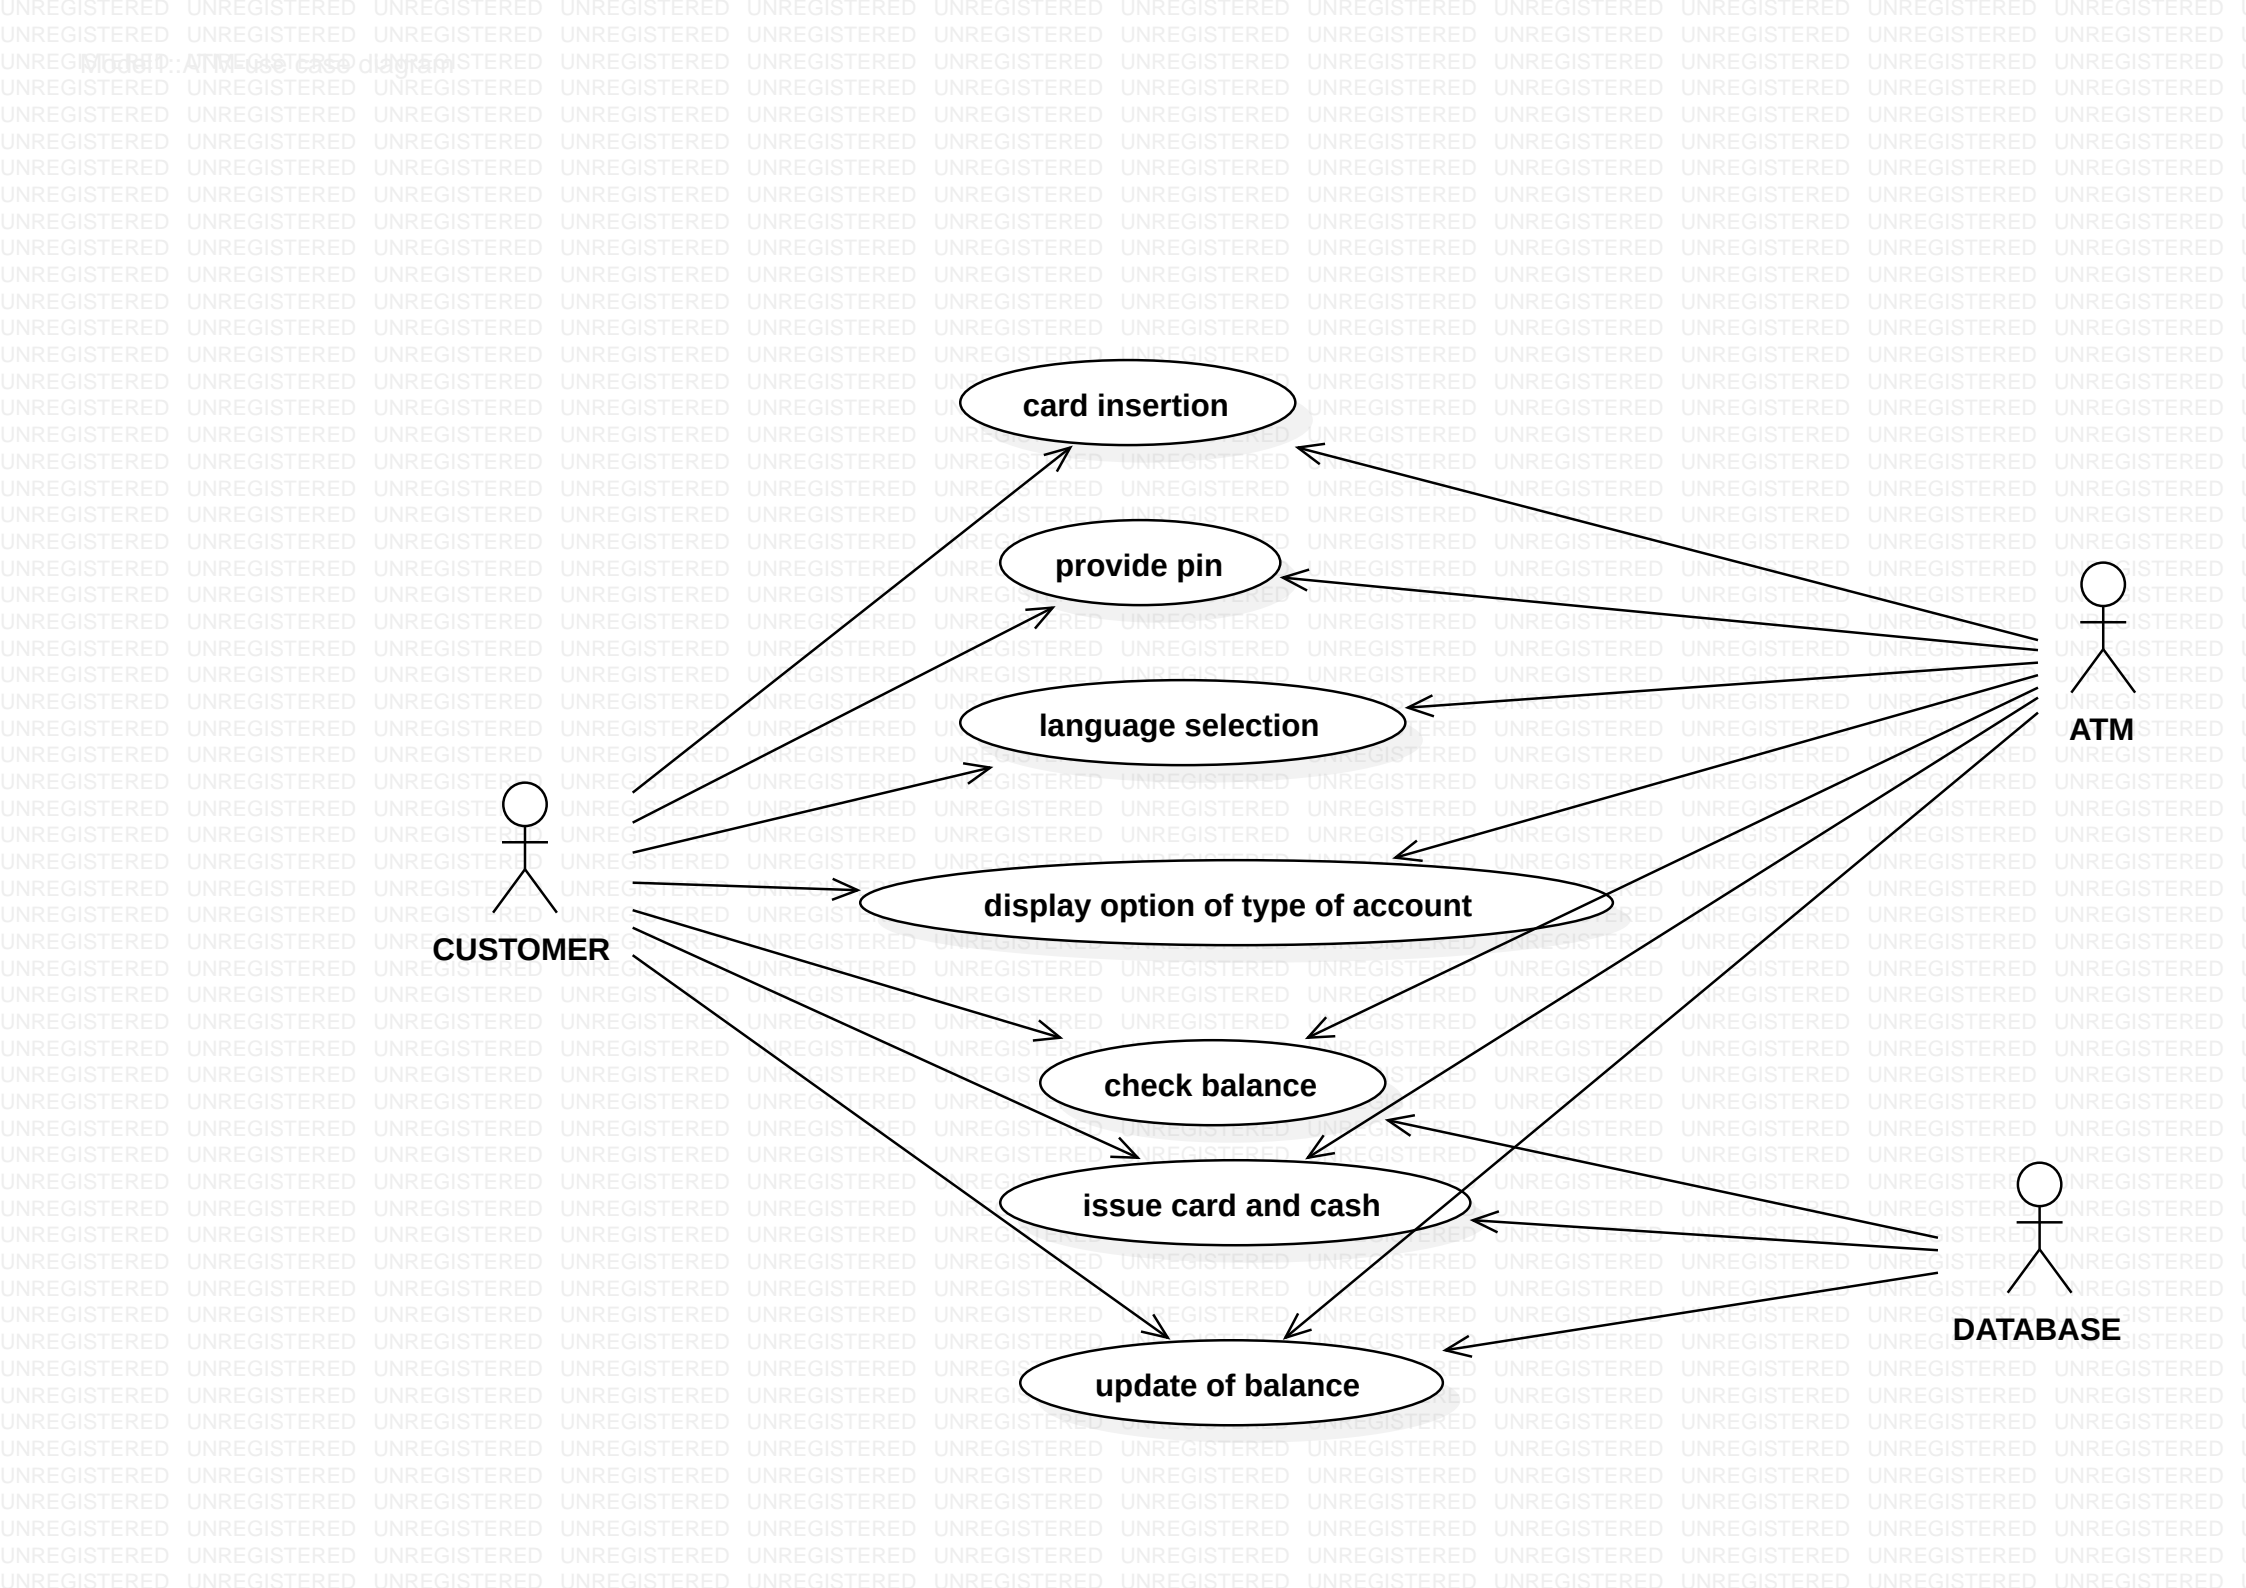 Model1::ATM-use case diagram
card insertion
provide pin
language selection
ATM
display option of type of account
CUSTOMER
check balance
issue card and cash
DATABASE
update of balance
UNREGISTERED